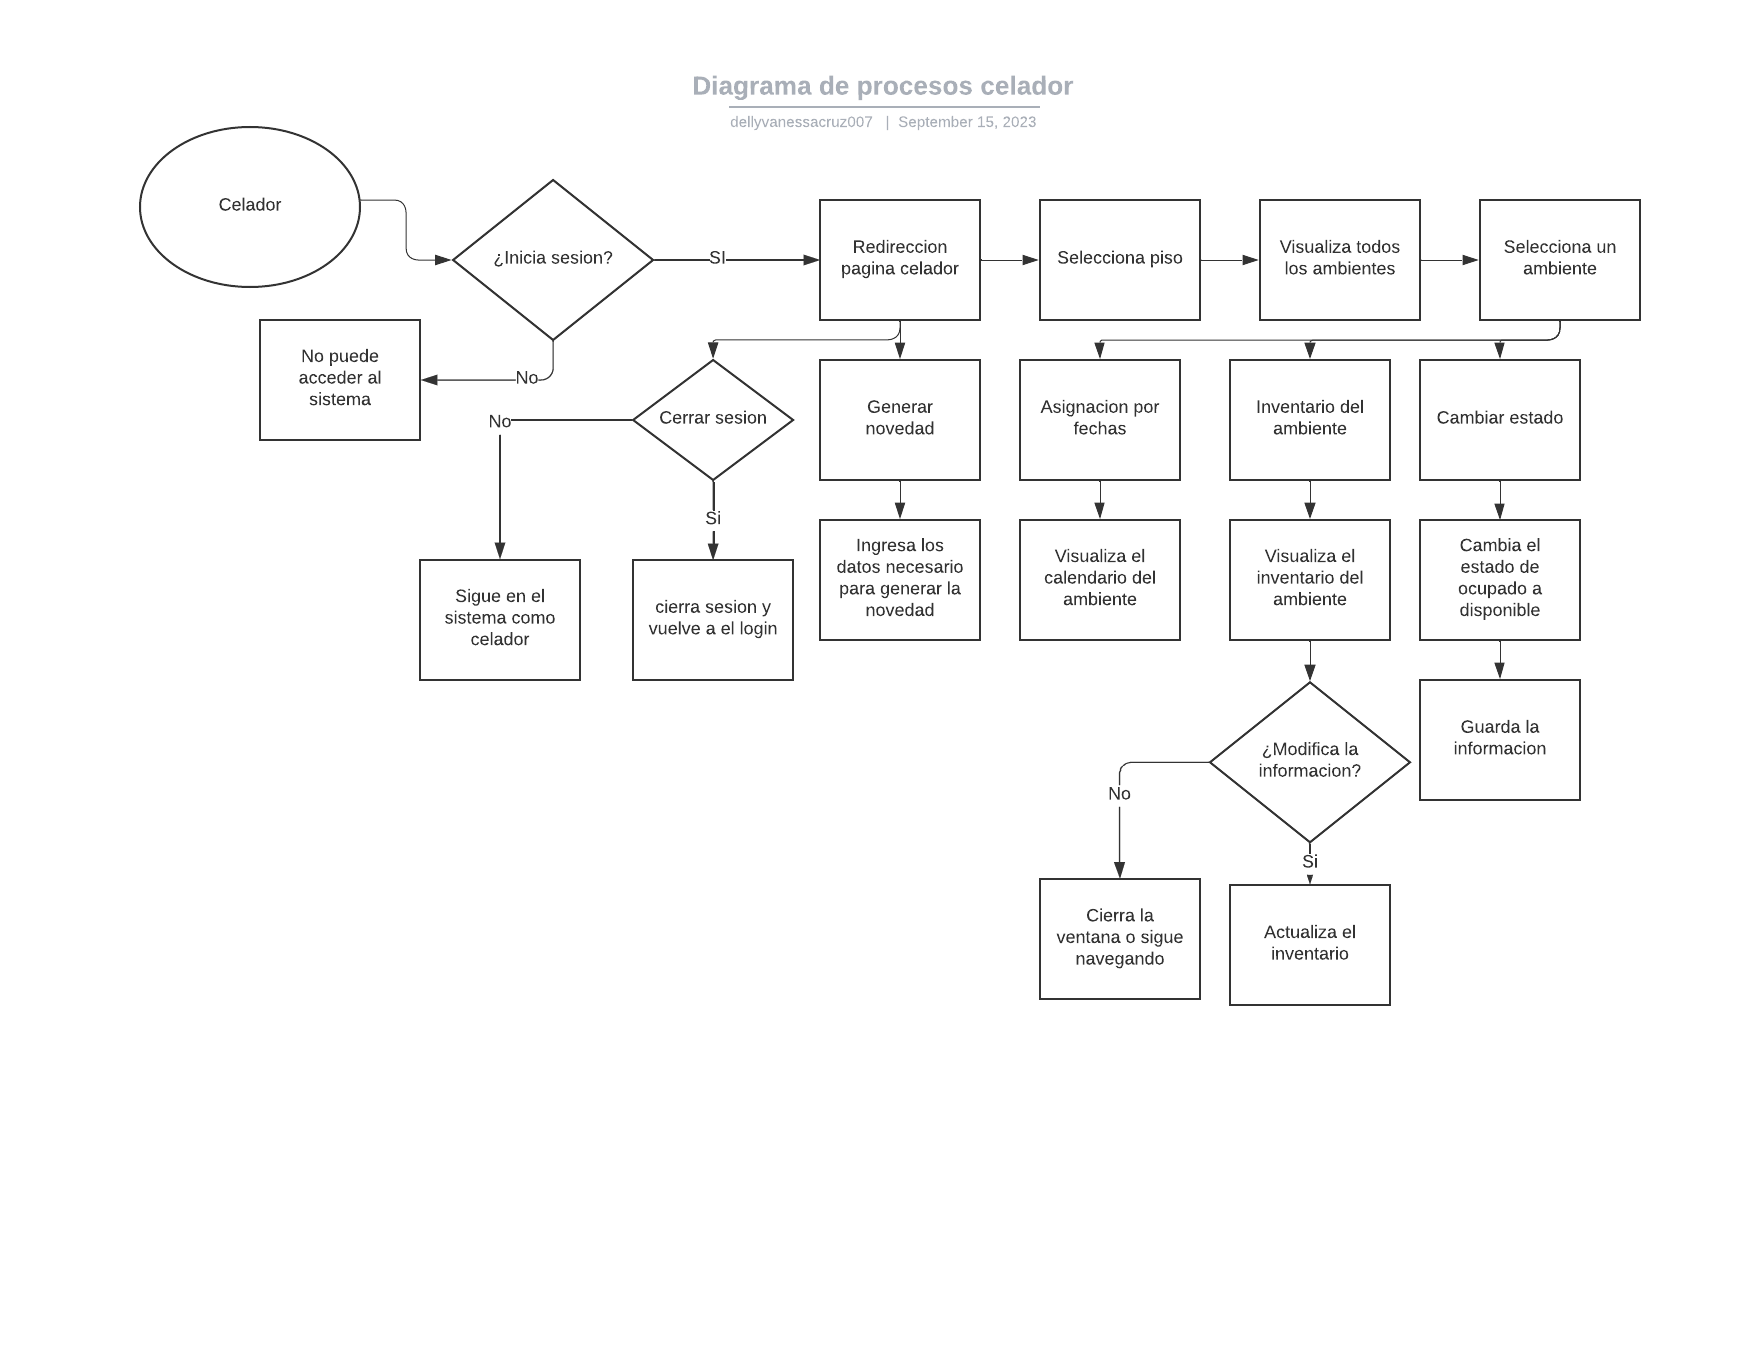 Diagrama de procesos celador
dellyvanessacruz007 | September 15, 2023
Celador
¿Inicia sesion?
SI
Redireccion
pagina celador
Selecciona piso
Visualiza todos
los ambientes
Selecciona un
ambiente
No puede
acceder al
sistema
No
Cerrar sesion
No
Si
Generar
novedad
Asignacion por
fechas
Inventario del
ambiente
Cambiar estado
Sigue en el
sistema como
celador
cierra sesion y
vuelve a el login
Ingresa los
datos necesario
para generar la
novedad
Visualiza el
calendario del
ambiente
Visualiza el
inventario del
ambiente
Cambia el
estado de
ocupado a
disponible
¿Modifica la
informacion?
Guarda la
informacion
No
Si
Cierra la
ventana o sigue
navegando
Actualiza el
inventario